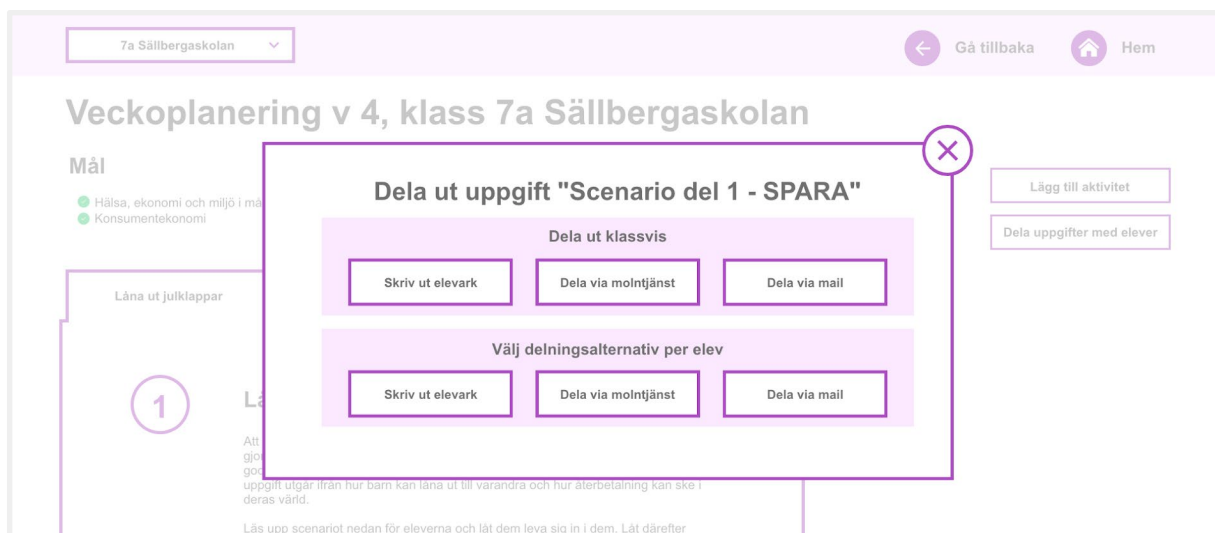 7a Sällbergaskolan
Gå tillbaka
Hem
Veckoplanering v 4, klass 7a Sällbergaskolan
Mål
Hälsa, ekonomi och miljö i
Konsumentekonomi
Lägg till aktivitet
Dela uppgifter med elever
Dela ut uppgift "Scenario del 1 - SPARA"
Dela ut klassvis
Skriv ut elevark
Dela via molntjänst
Dela via mail
Välj delningsalternativ per elev
Skriv ut elevark
Dela via molntjänst
Dela via mail
Låna ut julklappar
1
Att
uppgift utgår ifrån hur barn kan låna ut till varandra och hur återbetalning kan ske i
deras värld.
Läs upp scenariot nedan för eleverna och låt dem leva sig in i dem. Låt därefter